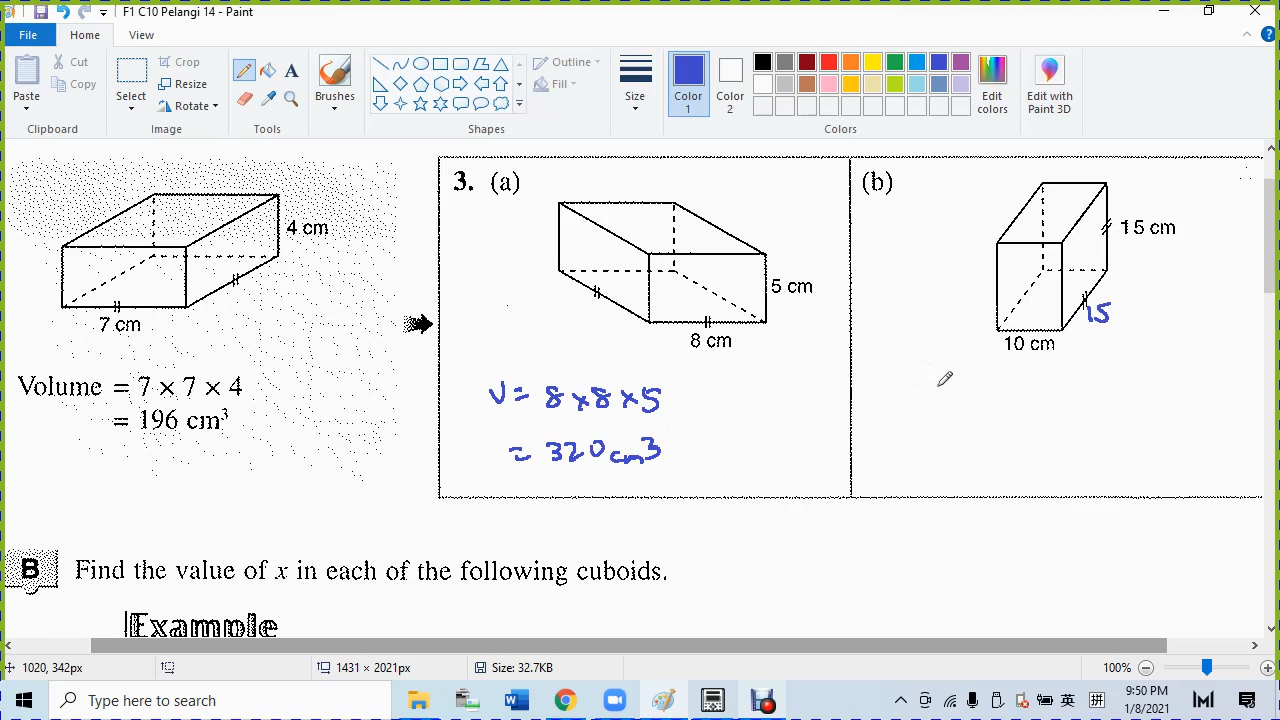 F1 C10 Pelangi 14 - Paint
File
Home
View
Paste
Cut
Copy
Clipboard
Select
Crop
Resize
Rotate
Image
A
Tools
Brushes
Outline
Fill
Shapes
Size
Color 1
Color 2
Edit colors
Colors
Edit with Paint 3D
4 cm
7 cm
Volume = 7 × 7 × 4
= 196 cm³
3. (a)
5 cm
8 cm
V = 8 × 8 × 5
= 320 cm3
(b)
15 cm
15
10 cm
B Find the value of x in each of the following cuboids.
Example
1020, 342px
1431 × 2021px
Size: 32.7KB
100%
Type here to search
英
拼
9:50 PM
1/8/2021